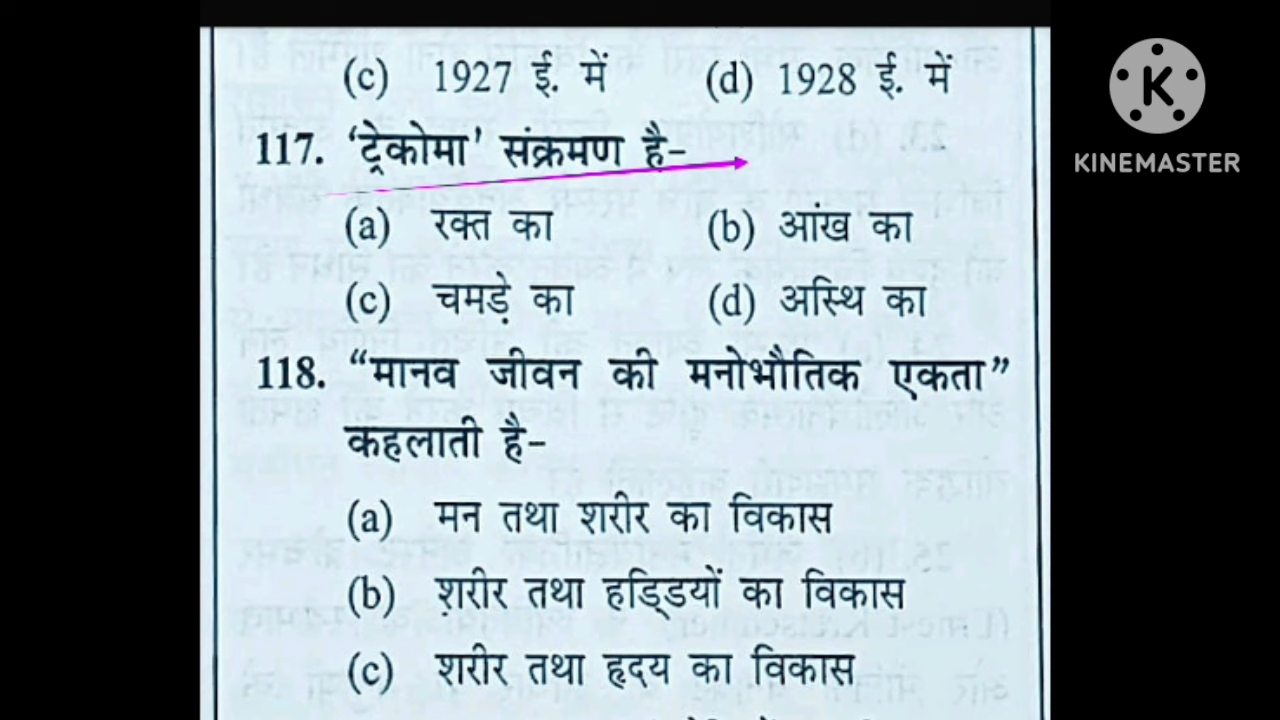 (c) 1927 ई. में (d) 1928 ई. में
117. ‘ट्रेकोमा’ संक्रमण है-
(a) रक्त का (b) आंख का
(c) चमड़े का (d) अस्थि का
118. “मानव जीवन की मनोभौतिक एकता”
कहलाती है-
(a) मन तथा शरीर का विकास
(b) श़रीर तथा हड्डियों का विकास
(c) शरीर तथा हृदय का विकास
K
KINEMASTER